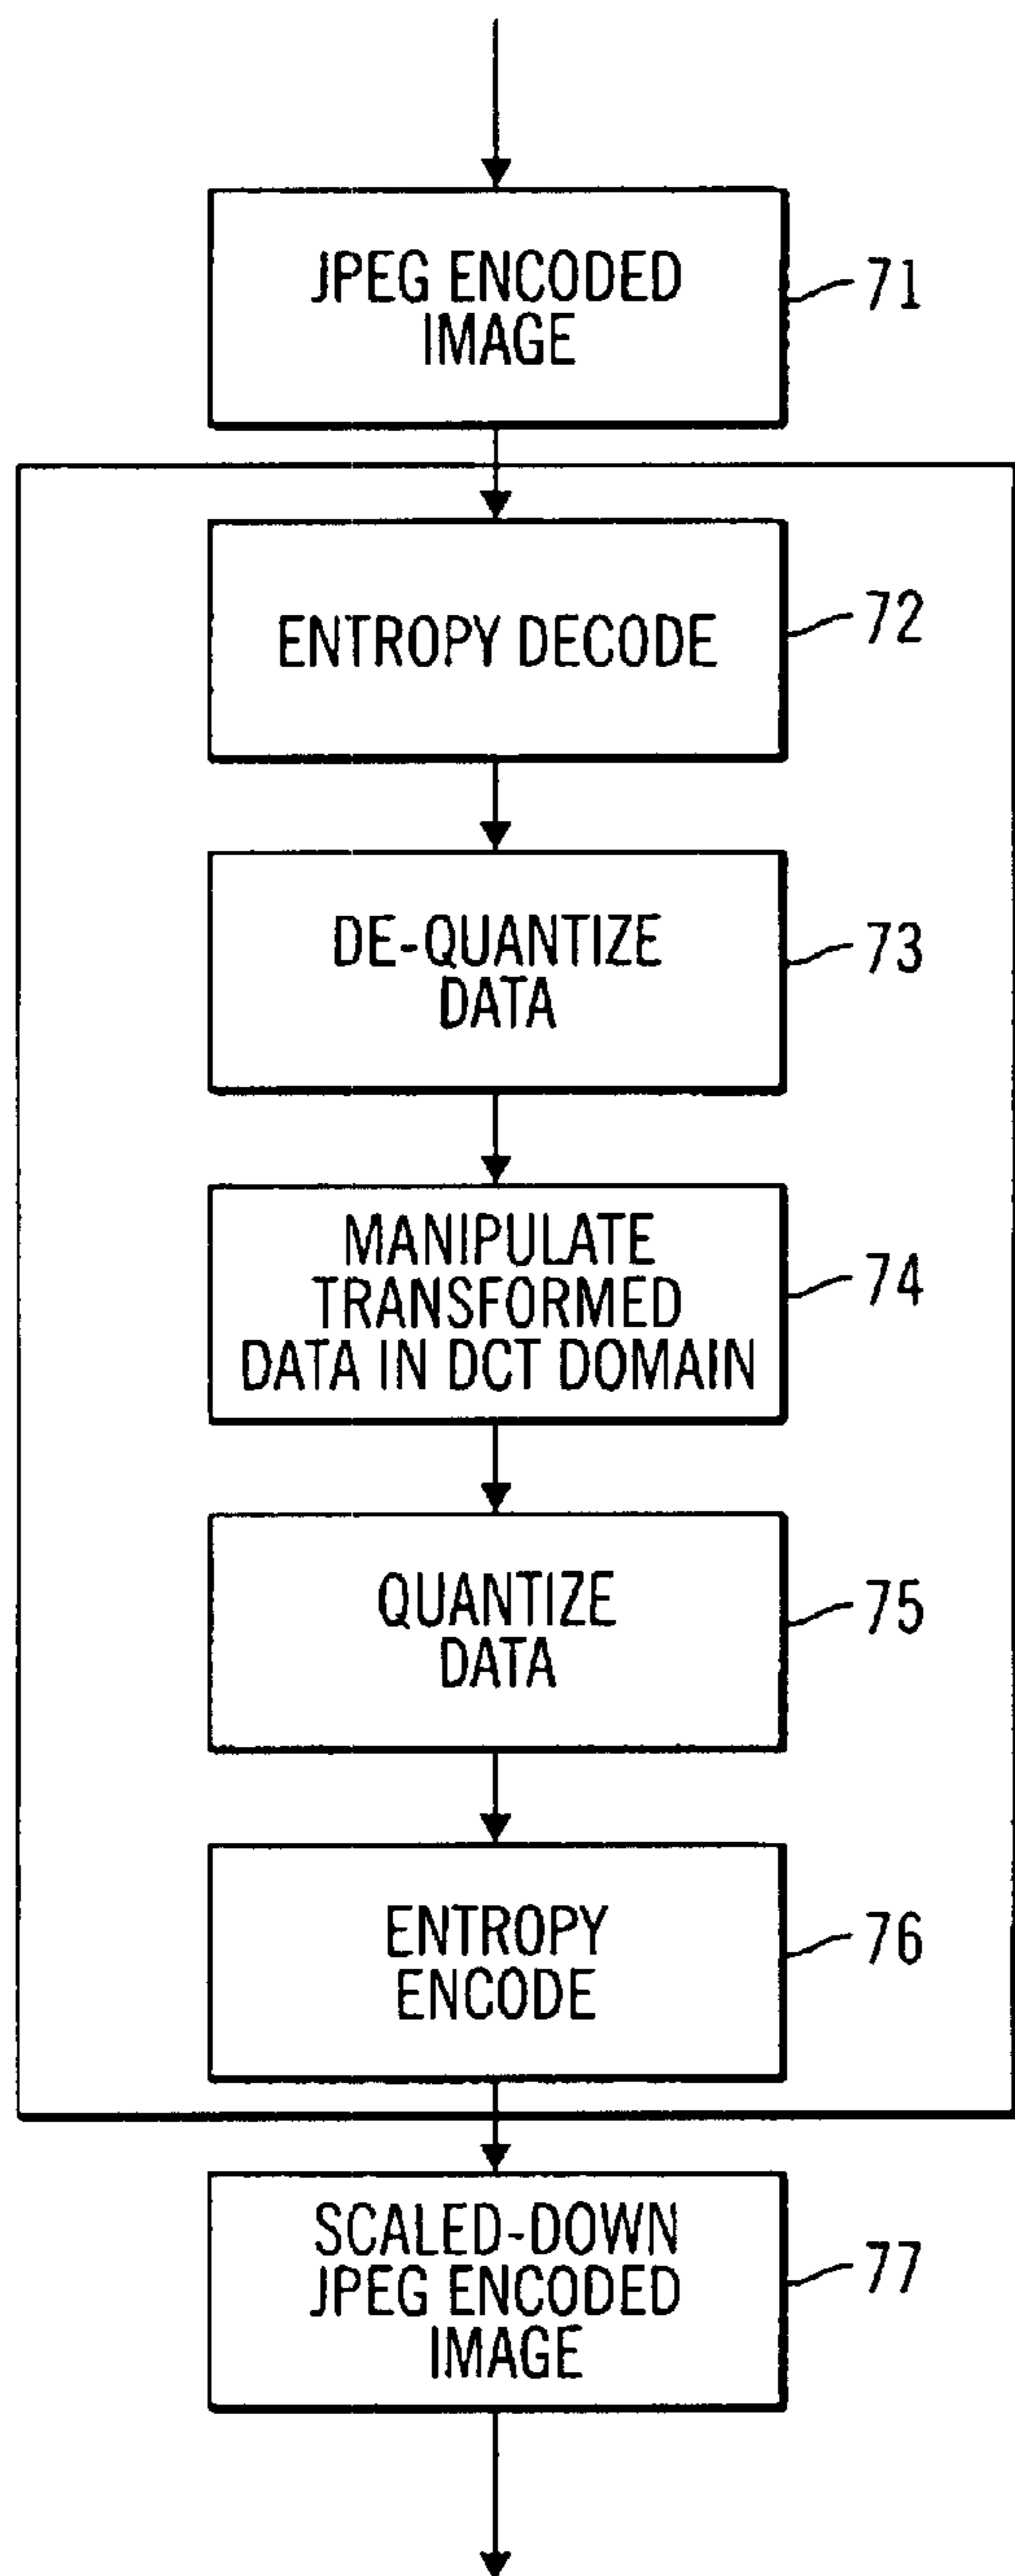 JPEG ENCODED
IMAGE
71
ENTROPY DECODE
72
DE-QUANTIZE
DATA
73
MANIPULATE
TRANSFORMED
DATA IN DCT DOMAIN
74
QUANTIZE
DATA
75
ENTROPY
ENCODE
76
SCALED-DOWN
JPEG ENCODED
IMAGE
77